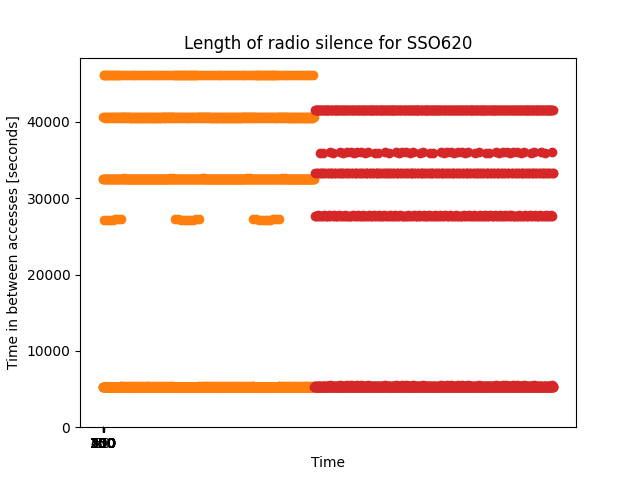 Length of radio silence for SSO620
Time in between accesses [seconds]
40000
30000
20000
10000
0
Time